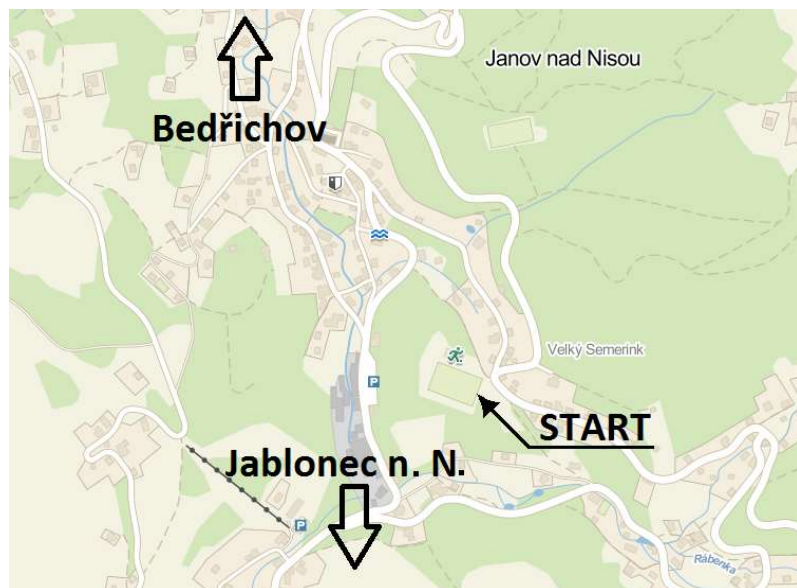 Janov nad Nisou
Bedřichov
Velký Semerink
START
Jablonec n. N.
P
P
Rábenka